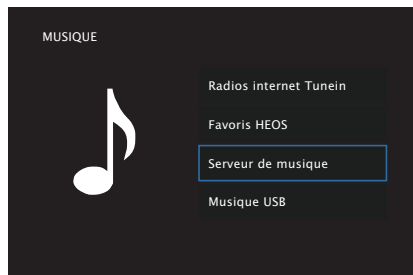 MUSIQUE
Radios internet Tunein
Favoris HEOS
Serveur de musique
Musique USB